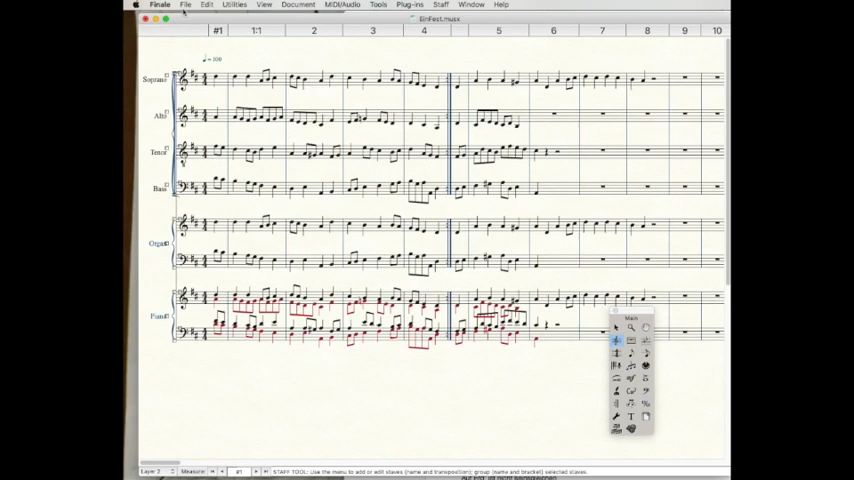 Finale File Edit Utilities View Document MIDI/Audio Tools Plug-ins Staff Window Help
EinFest.musx
#1 1:1 2 3 4 5 6 7 8 9 10
= 100
Soprano
Alto
Tenor
Bass
Organ
Piano
Main
Layer 2 Measure: #1 STAFF TOOL: Use the menu to add or edit staves (name and transposition); group (name and bracket) selected staves.